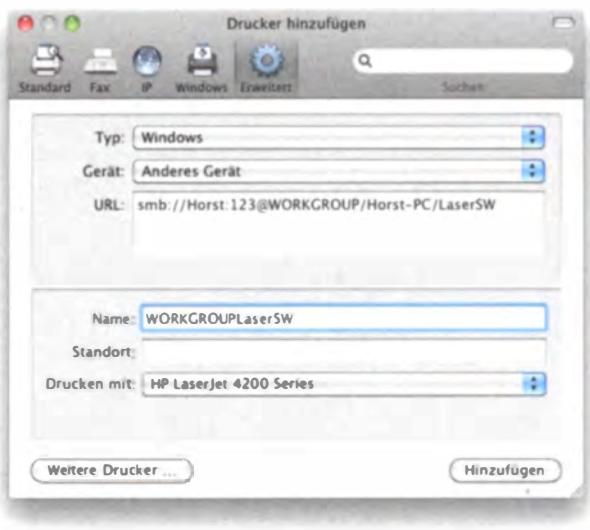 Drucker hinzufügen
Standard Fax IP Windows Erweitert Suchen
Typ: Windows
Gerät: Anderes Gerät
URL: smb://Horst:123@WORKGROUP/Horst-PC/LaserSW
Name: WORKGROUPLaserSW
Standort:
Drucken mit: HP LaserJet 4200 Series
Weitere Drucker ... Hinzufügen